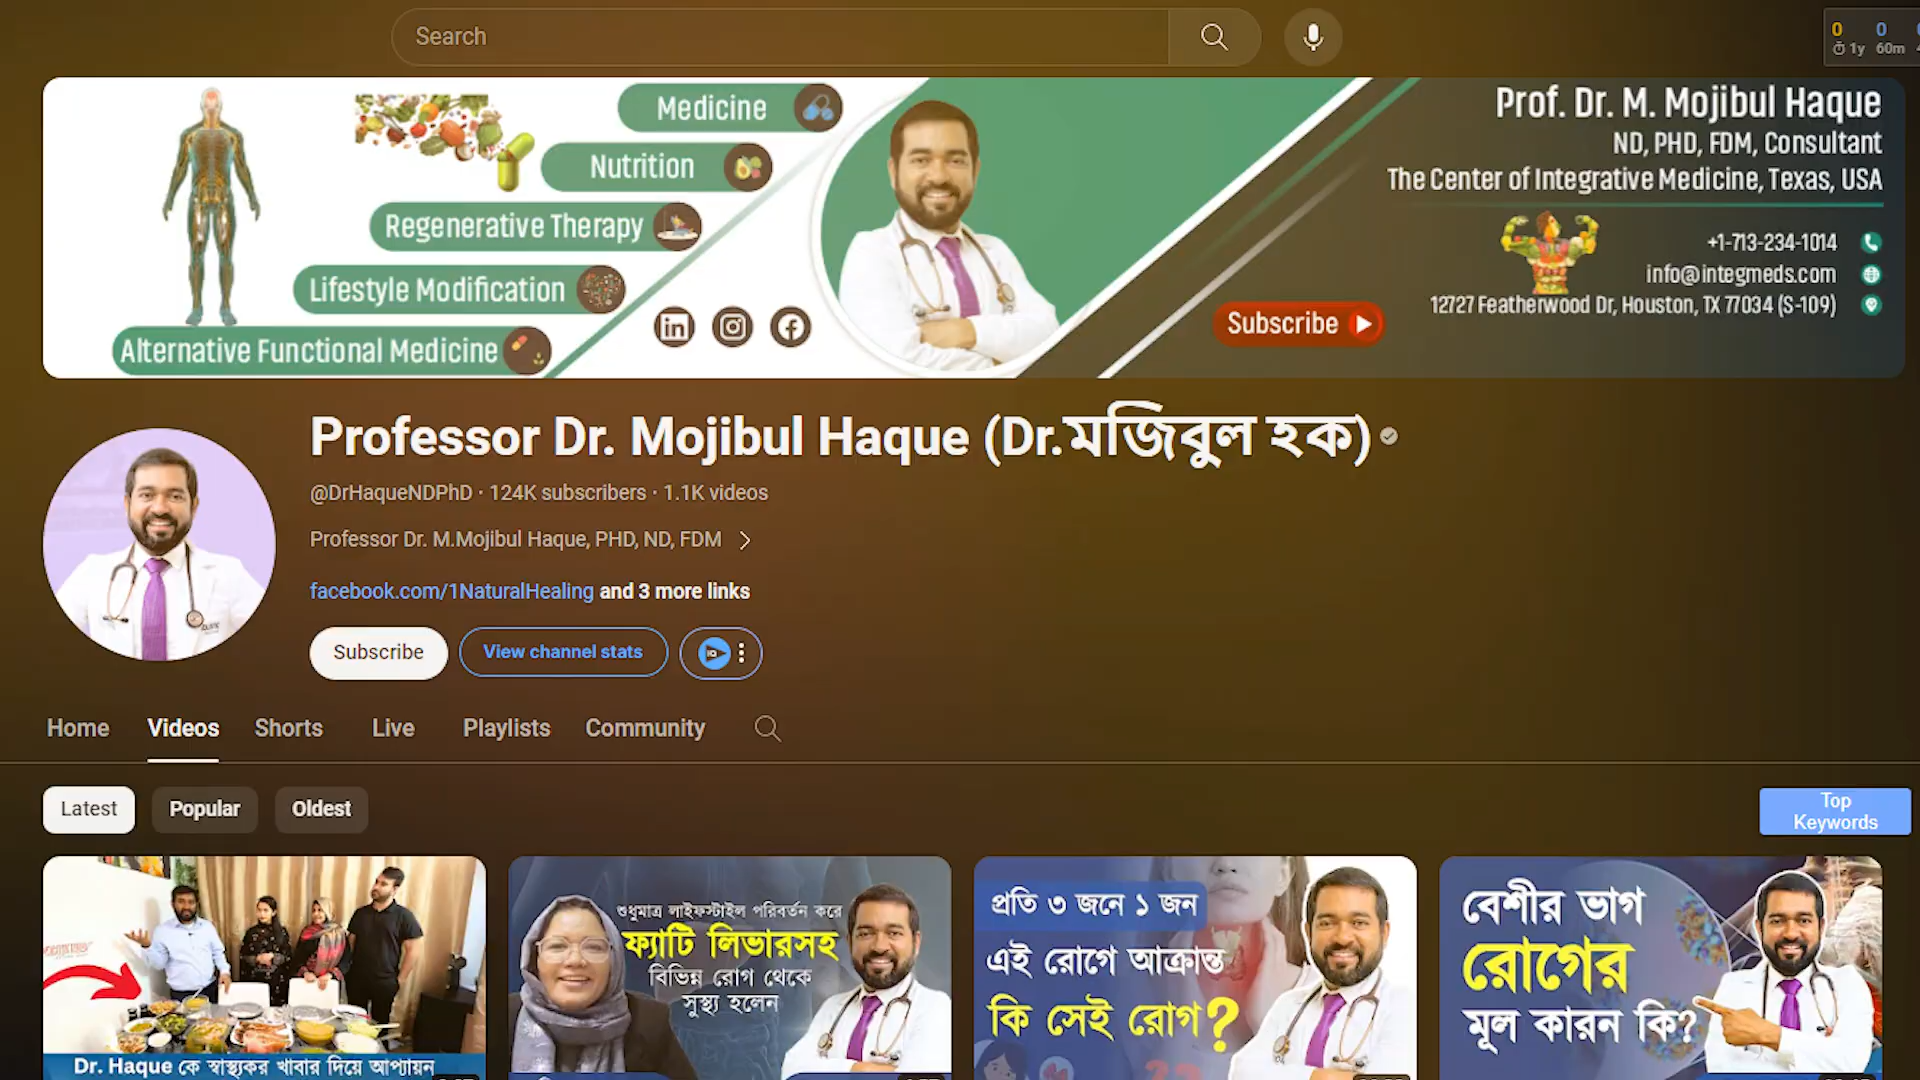 Search
0 0
1y 60m
Medicine
Nutrition
Regenerative Therapy
Lifestyle Modification
Alternative Functional Medicine
Prof. Dr. M. Mojibul Haque
ND, PHD, FDM, Consultant
The Center of Integrative Medicine, Texas, USA
+1-713-234-1014
info@integmeds.com
12727 Featherwood Dr, Houston, TX 77034 (S-109)
Subscribe
Professor Dr. Mojibul Haque (Dr.মজিবুল হক)
@DrHaqueNDPhD · 124K subscribers · 1.1K videos
Professor Dr. M.Mojibul Haque, PHD, ND, FDM
facebook.com/1NaturalHealing and 3 more links
Subscribe
View channel stats
Home Videos Shorts Live Playlists Community
Latest Popular Oldest
Top
Keywords
Dr. Haque কে স্বাস্থ্যকর খাবার দিয়ে আপ্যায়ন
শুধুমাত্র লাইফস্টাইল পরিবর্তন করে
ফ্যাটি লিভারসহ
বিভিন্ন রোগ থেকে
সুস্থ্য হলেন
প্রতি ৩ জনে ১ জন
এই রোগে আক্রান্ত
কি সেই রোগ?
বেশীর ভাগ
রোগের
মূল কারন কি?